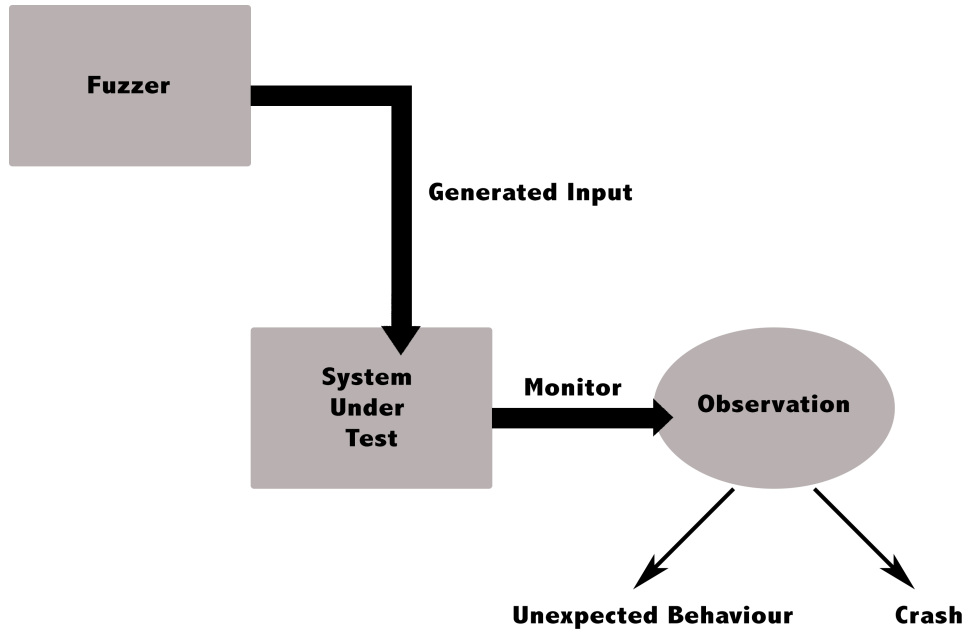 Fuzzer
Generated Input
System
Under
Test
Monitor
Observation
Unexpected Behaviour
Crash